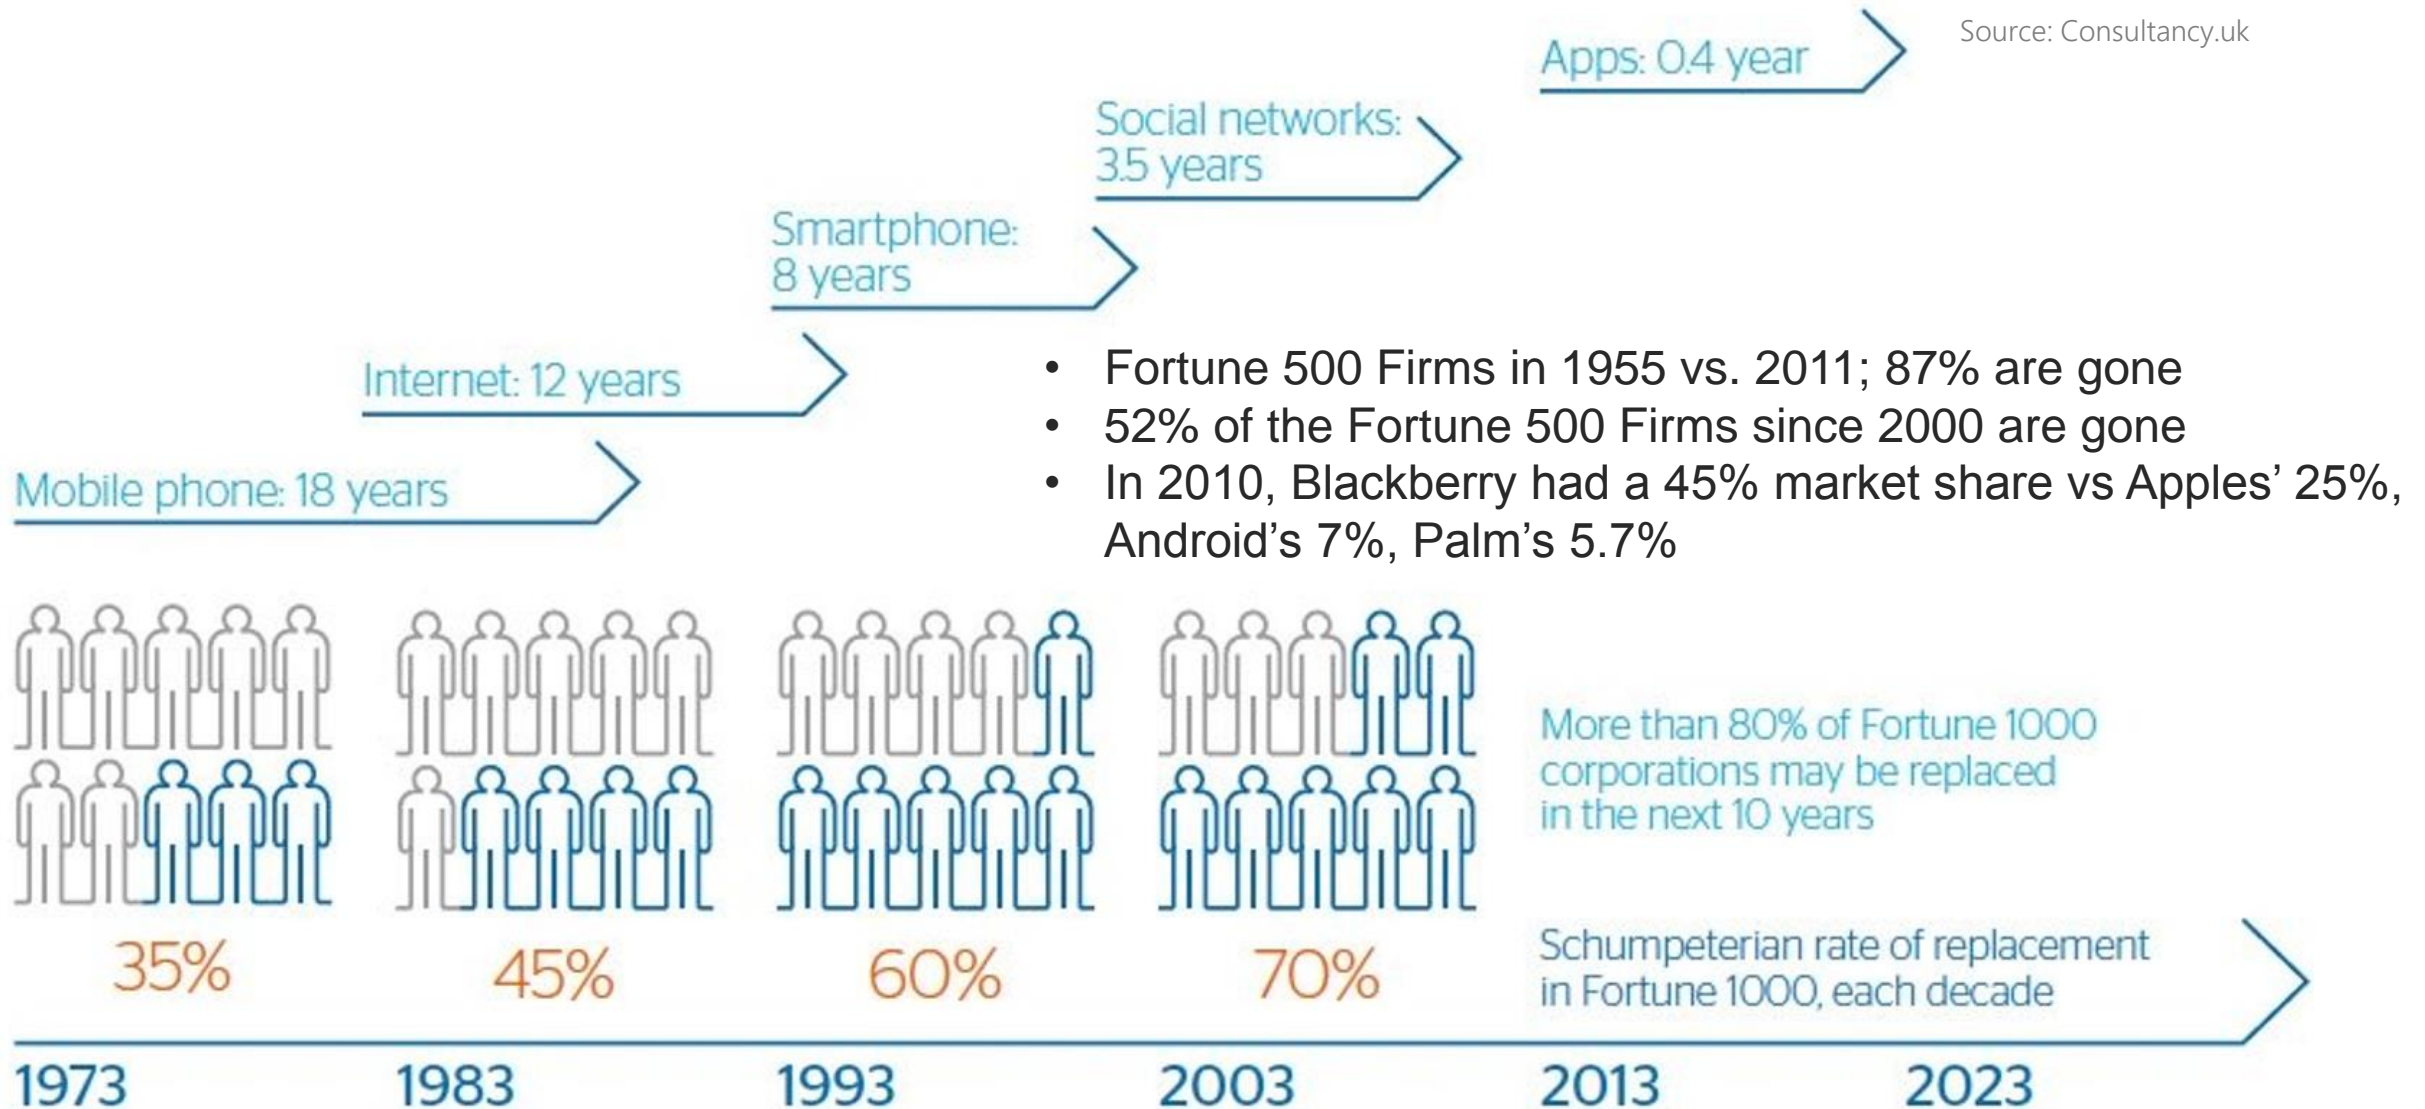 Source: Consultancy.uk
Apps: 0.4 year
Social networks:
3.5 years
Smartphone:
8 years
Internet: 12 years
Mobile phone: 18 years
• Fortune 500 Firms in 1955 vs. 2011; 87% are gone
• 52% of the Fortune 500 Firms since 2000 are gone
• In 2010, Blackberry had a 45% market share vs Apples’ 25%,
Android’s 7%, Palm’s 5.7%
More than 80% of Fortune 1000
corporations may be replaced
in the next 10 years
35% 45% 60% 70%
Schumpeterian rate of replacement
in Fortune 1000, each decade
1973 1983 1993 2003 2013 2023